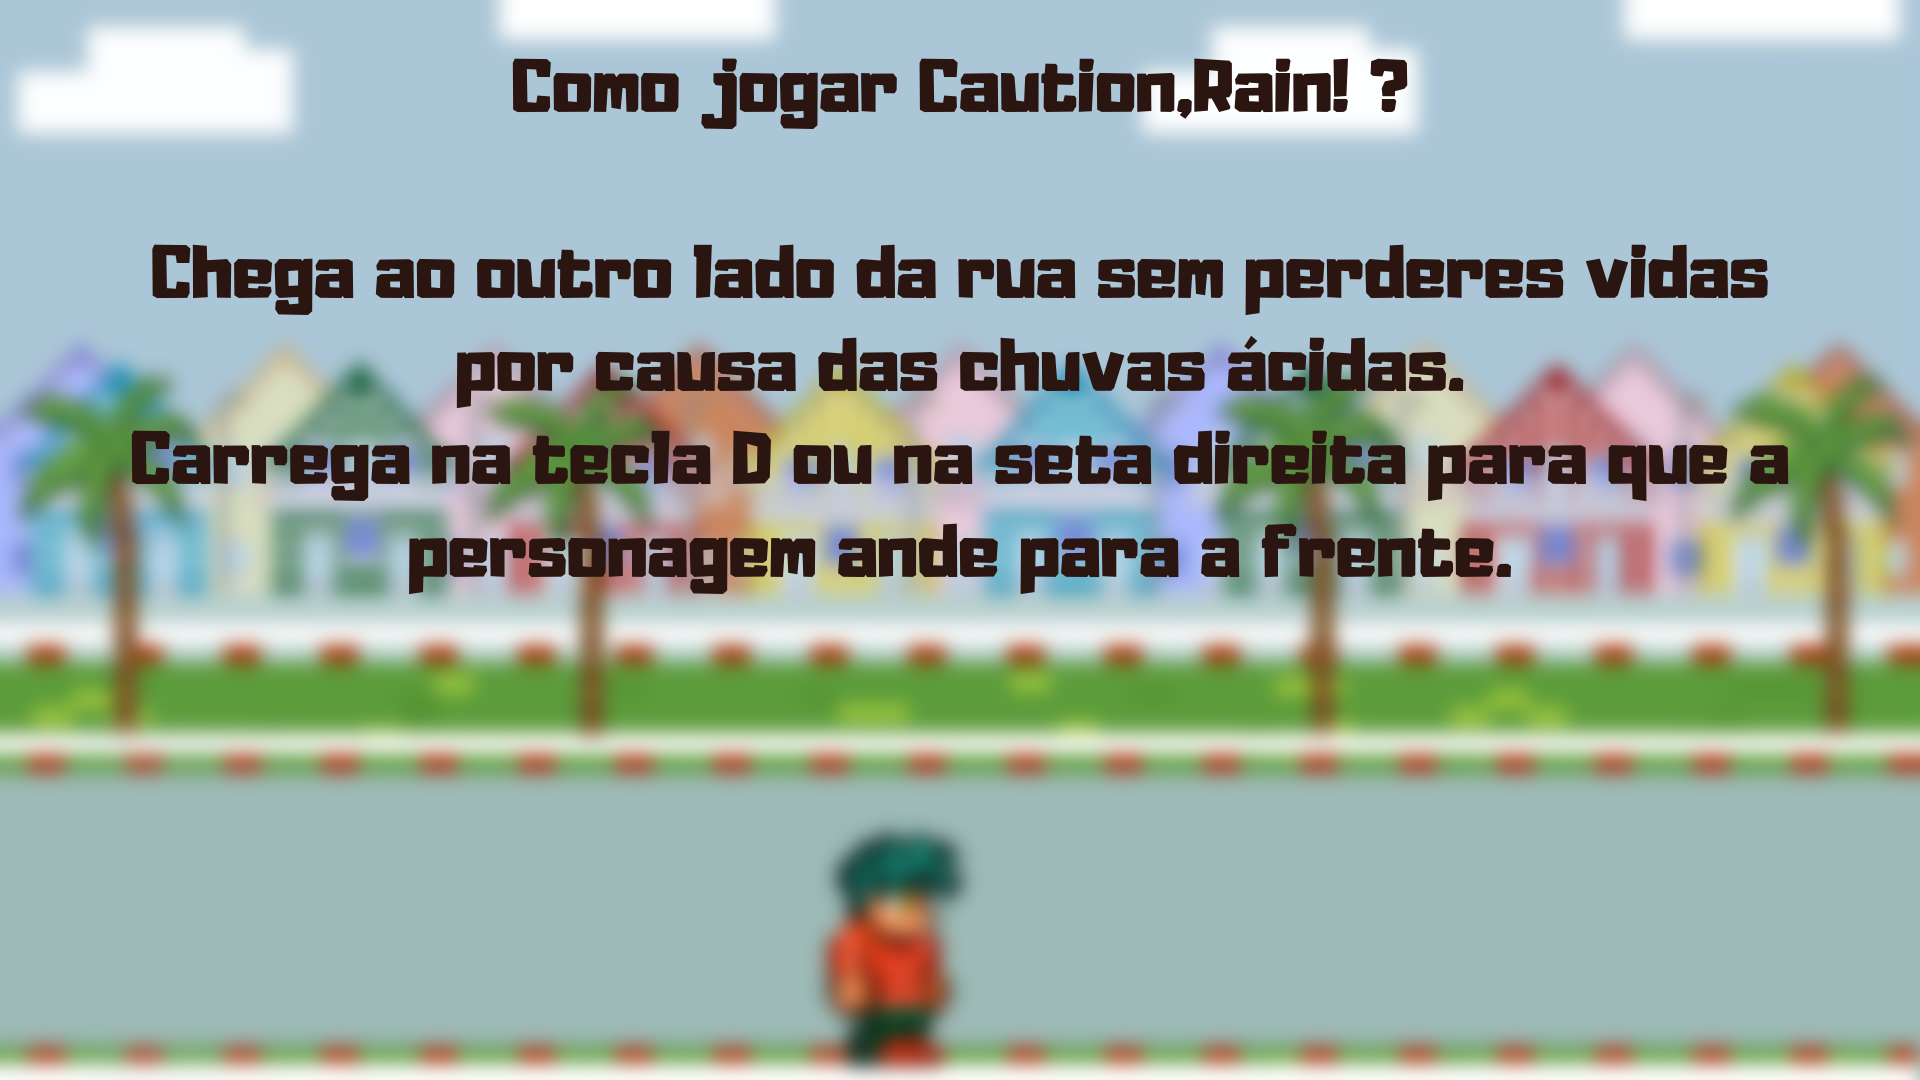 Como jogar Caution,Rain! ?
Chega ao outro lado da rua sem perderes vidas
por causa das chuvas ácidas.
Carrega na tecla D ou na seta direita para que a
personagem ande para a frente.